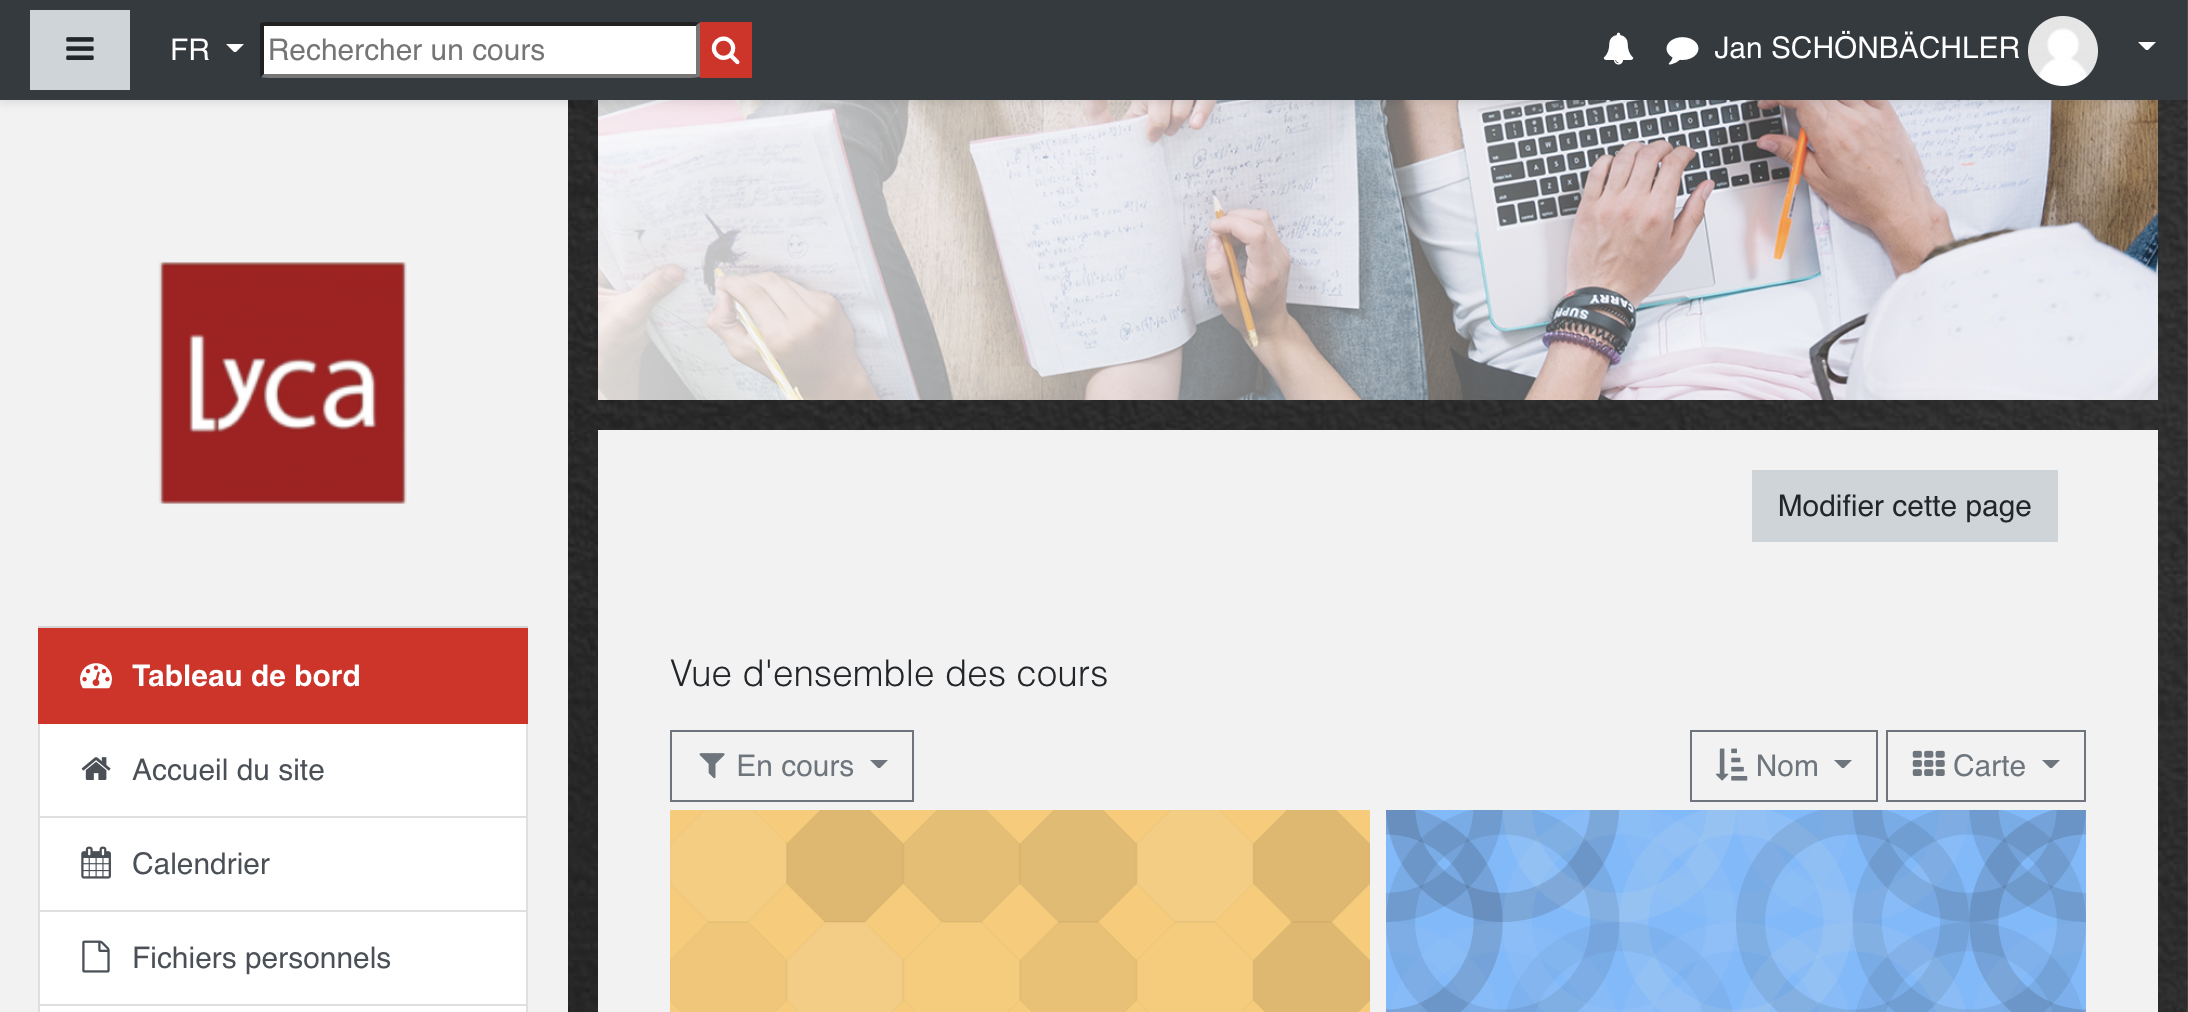 FR
Rechercher un cours
Jan SCHÖNBÄCHLER
Lyca
Modifier cette page
Tableau de bord
Accueil du site
Calendrier
Fichiers personnels
Vue d'ensemble des cours
En cours
Nom
Carte